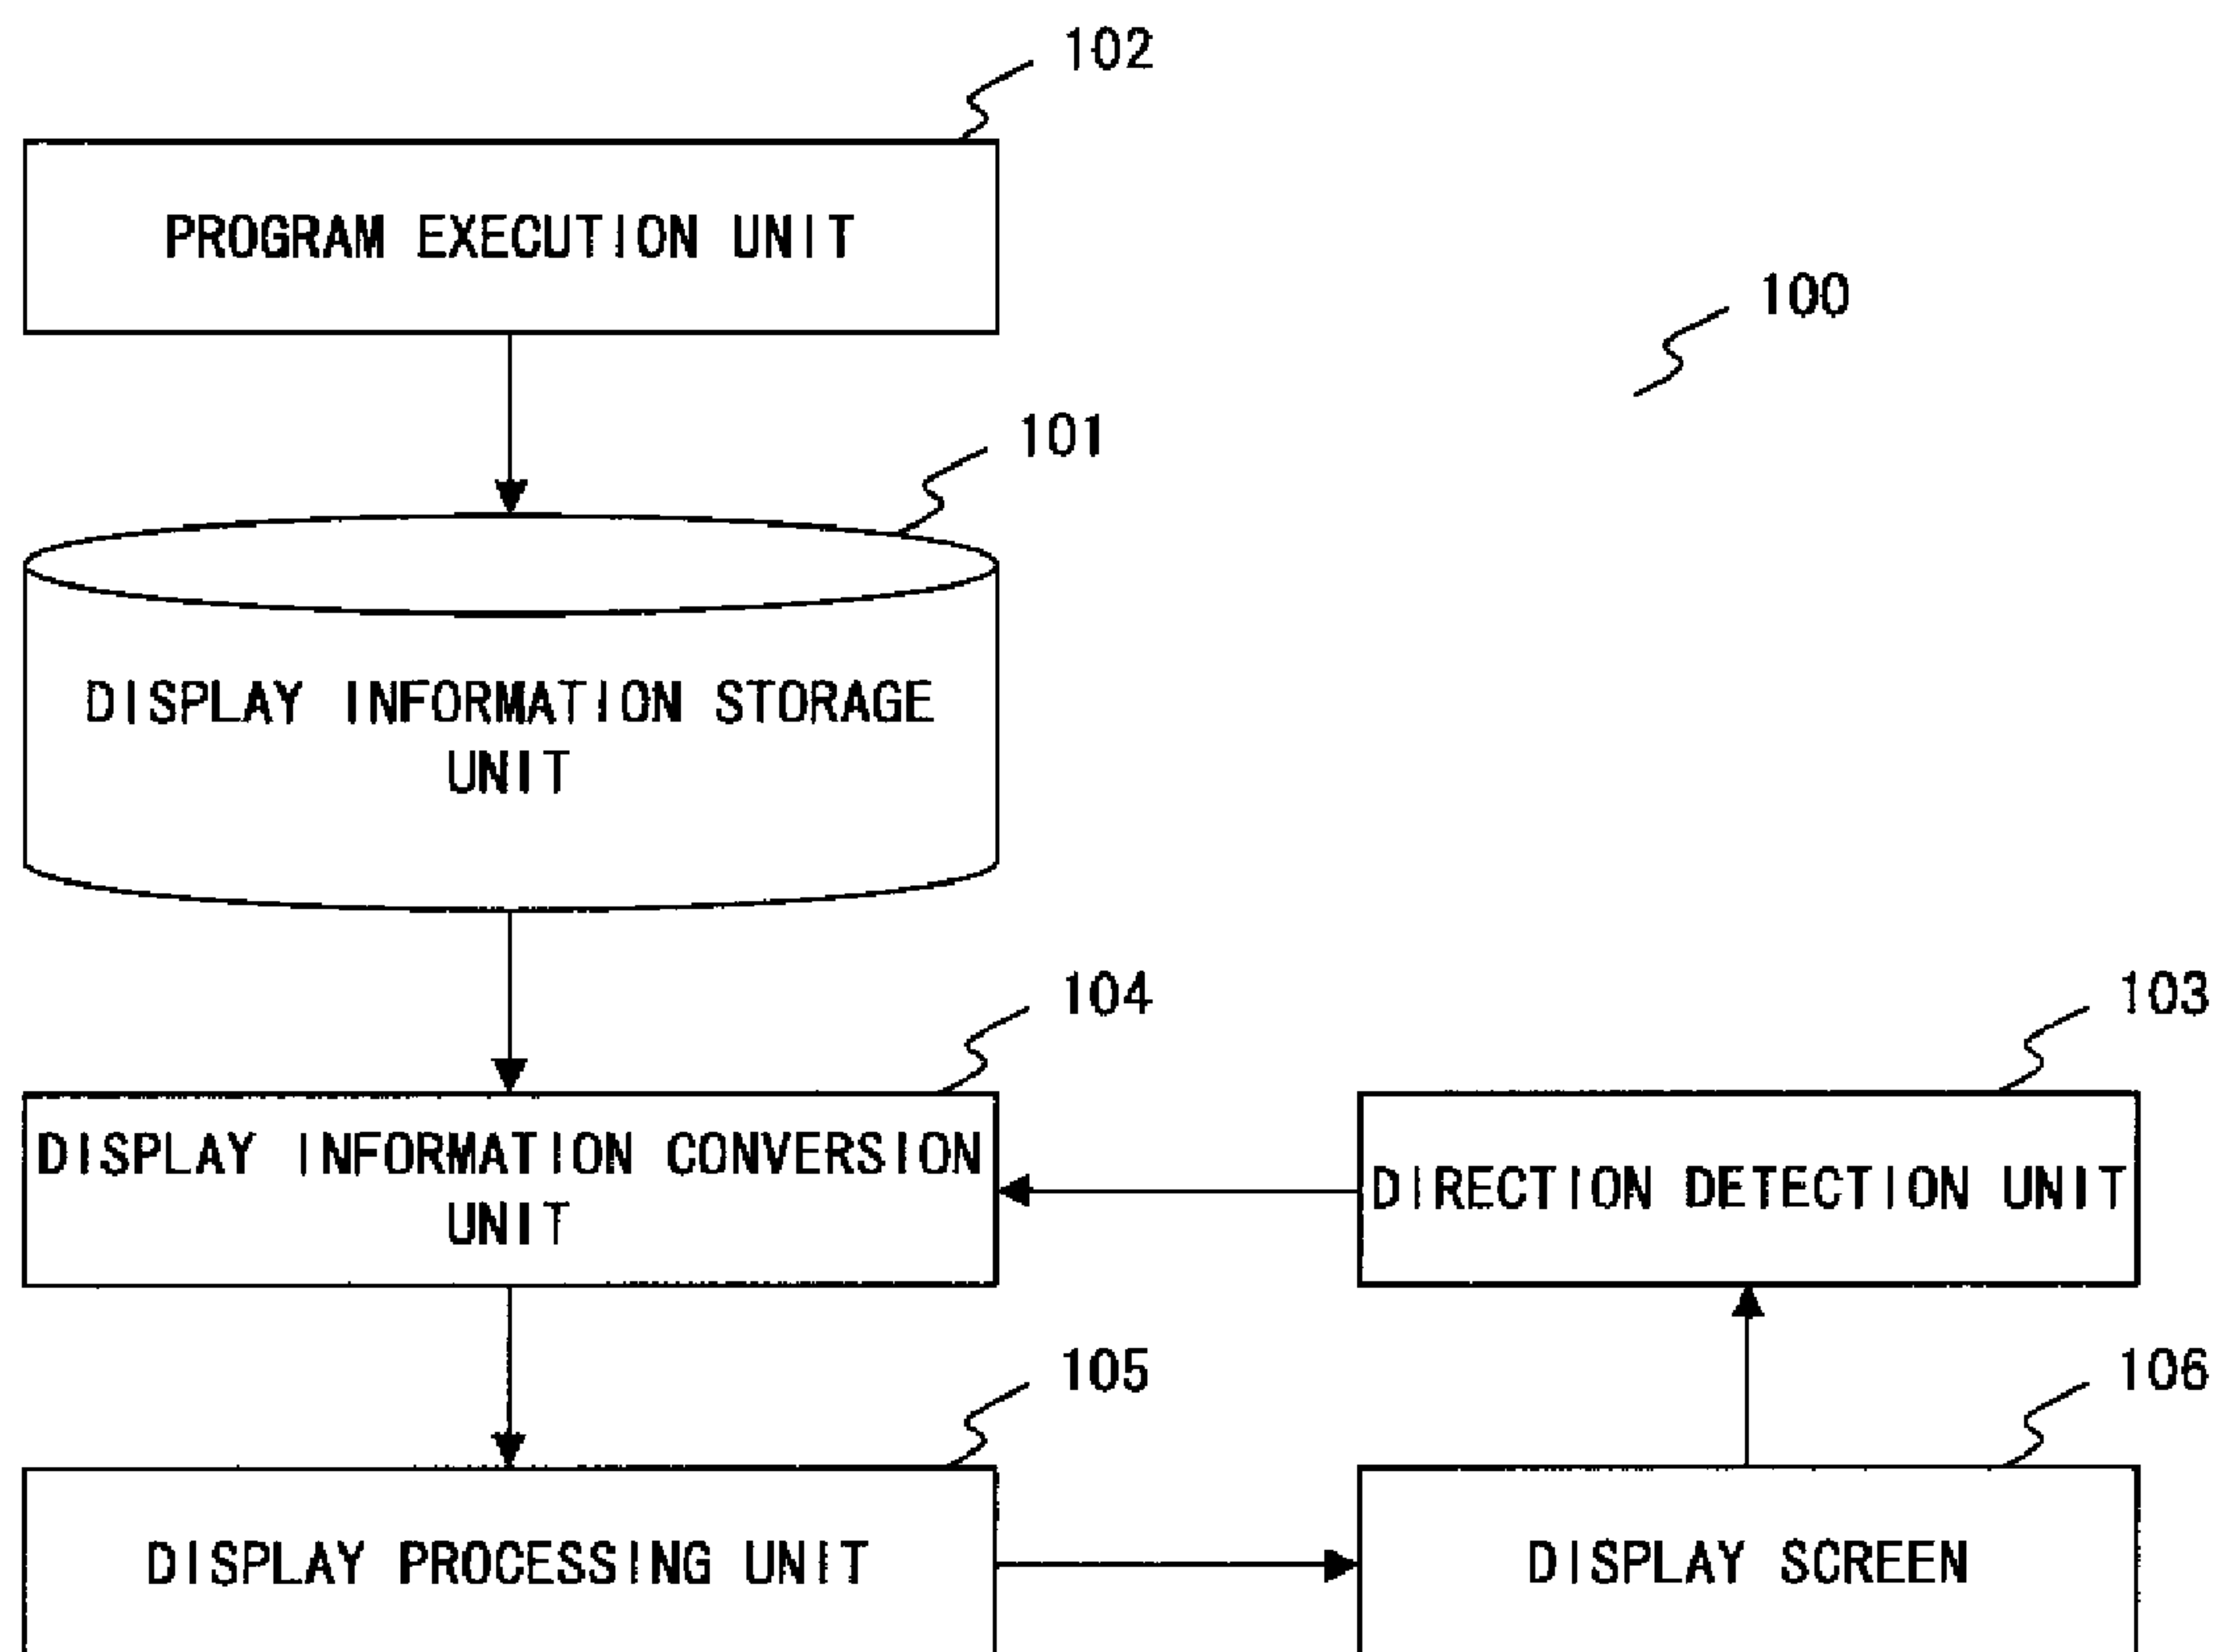 102
PROGRAM EXECUTION UNIT
100
101
DISPLAY INFORMATION STORAGE
UNIT
104
103
DISPLAY INFORMATION CONVERSION
UNIT
DIRECTION DETECTION UNIT
105
106
DISPLAY PROCESSING UNIT
DISPLAY SCREEN